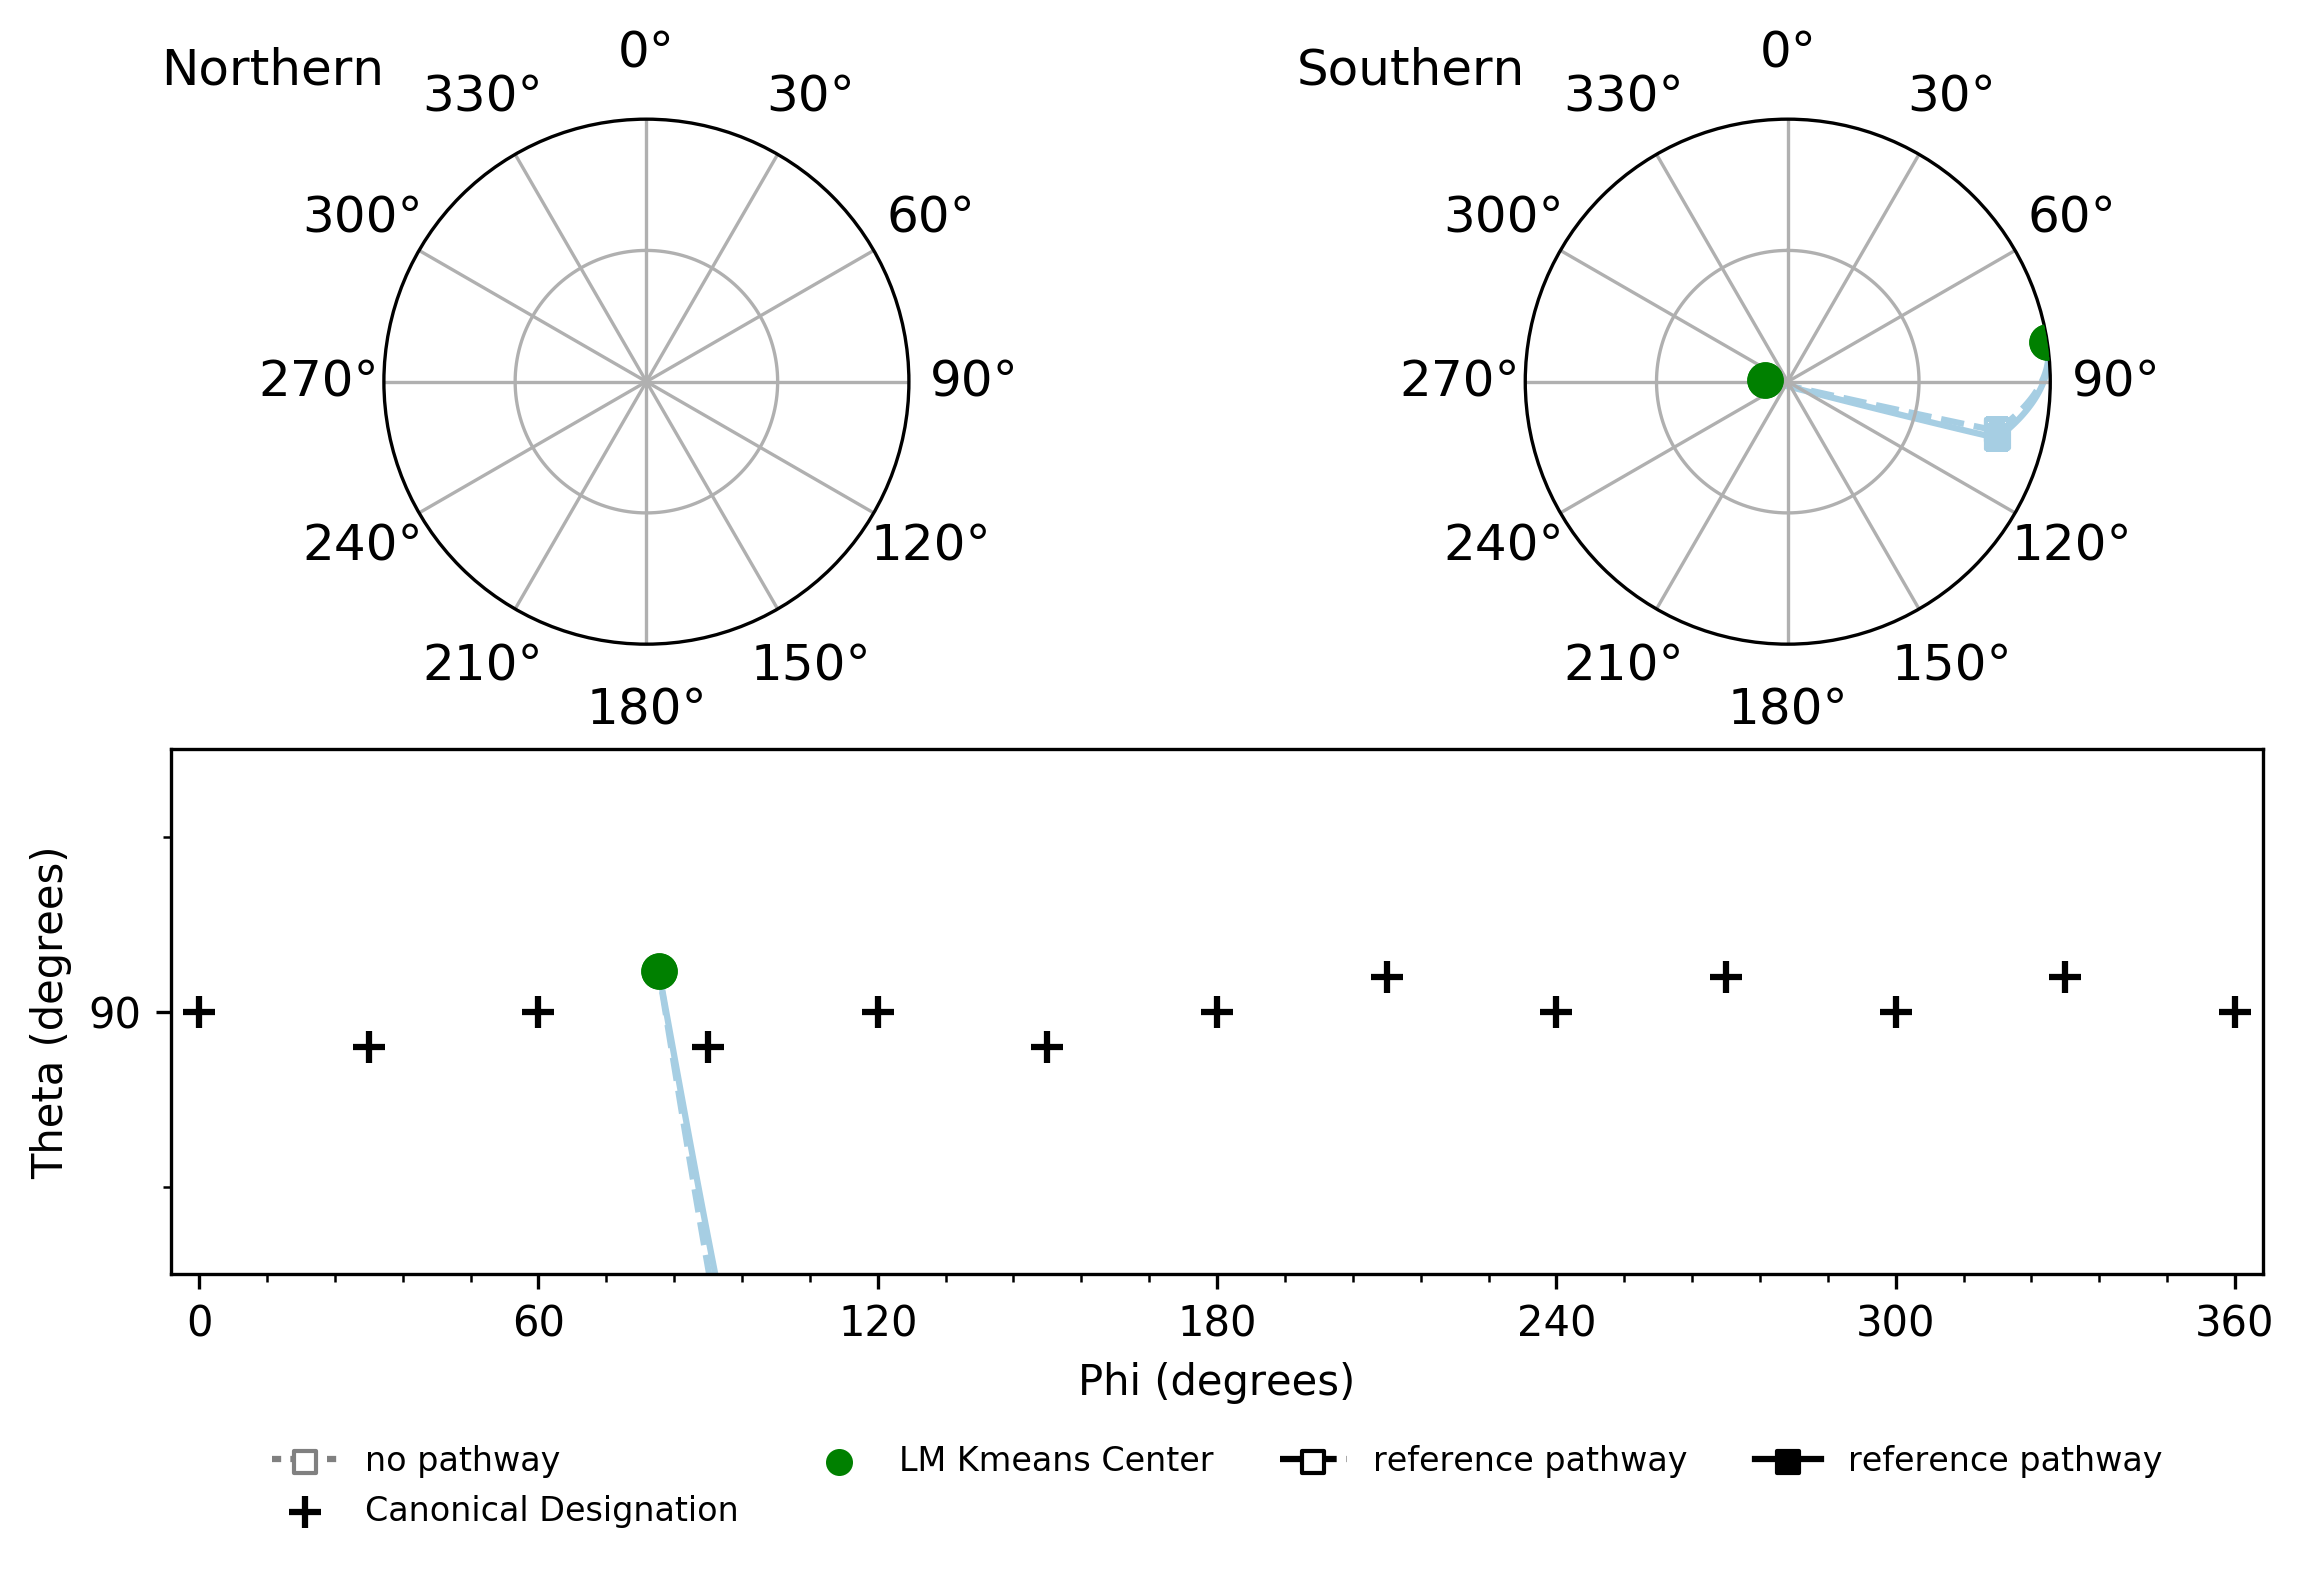 Northern
0°
30°
60°
90°
120°
150°
180°
210°
240°
270°
300°
330°
Southern
0°
30°
60°
90°
120°
150°
180°
210°
240°
270°
300°
330°
Theta (degrees)
90
0 60 120 180 240 300 360
Phi (degrees)
no pathway
Canonical Designation
LM Kmeans Center
reference pathway
reference pathway